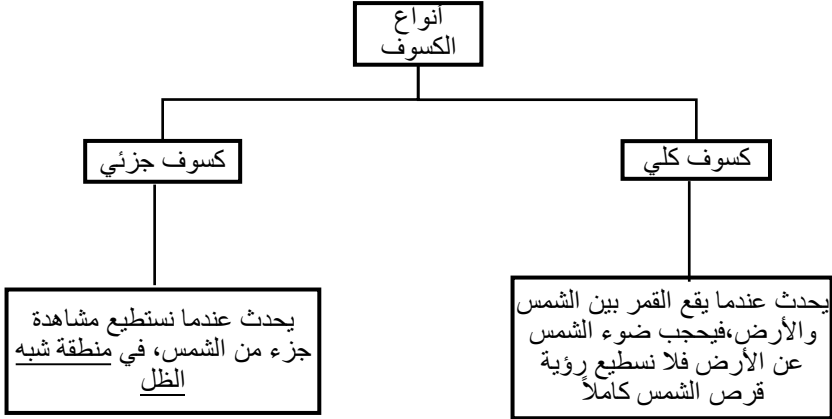 أنواع
الكسوف
كسوف كلي
كسوف جزئي
يحدث عندما يقع القمر بين الشمس
والأرض،فيحجب ضوء الشمس
عن الأرض فلا نسطيع رؤية
قرص الشمس كاملاً
يحدث عندما نستطيع مشاهدة
جزء من الشمس، في منطقة شبه
الظل